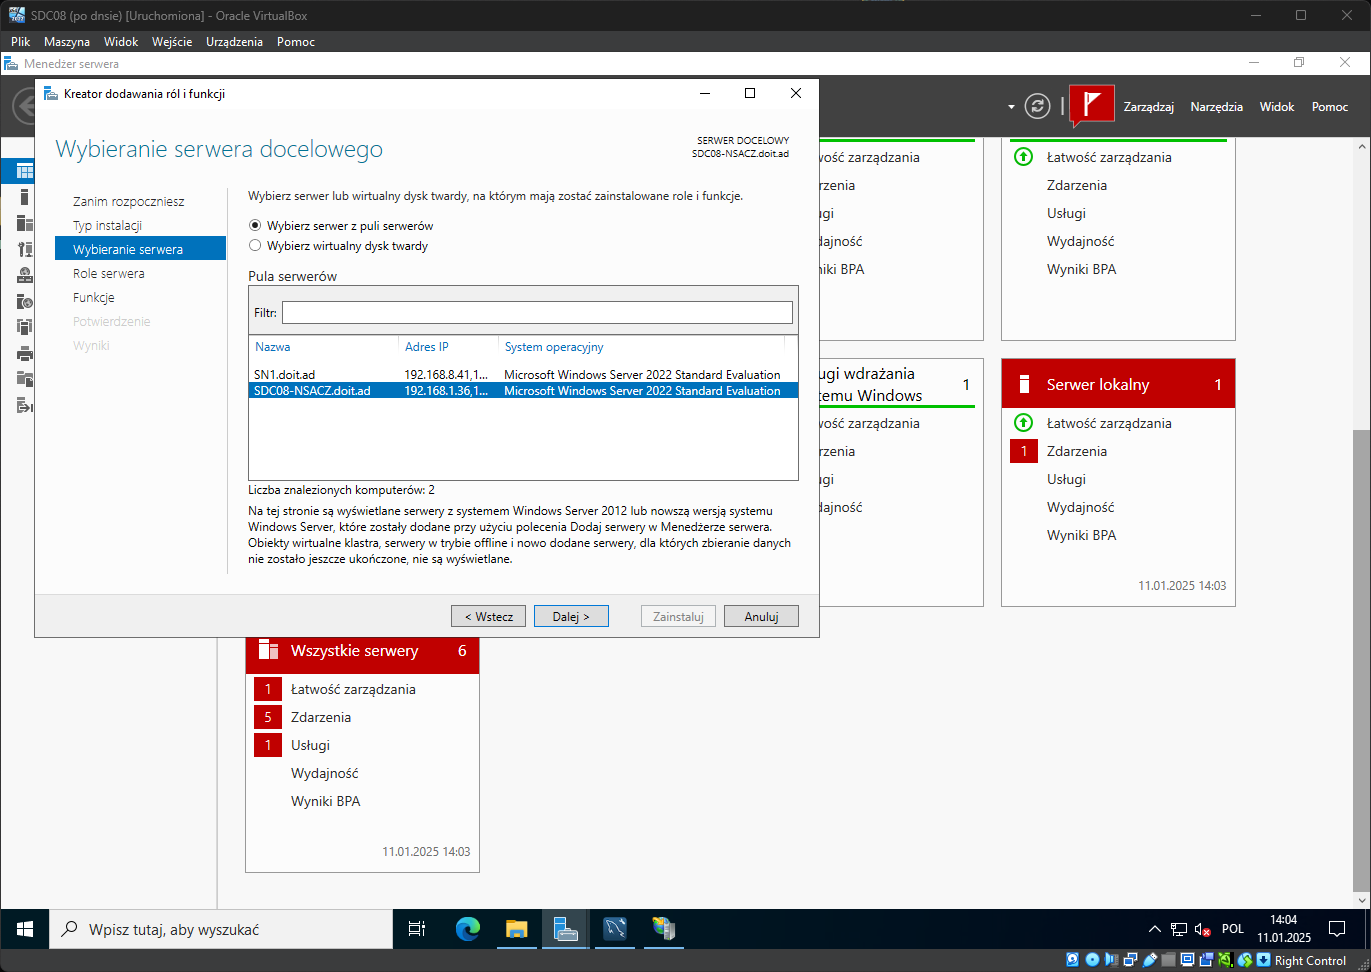 SDC08 (po dnsie) [Uruchomiona] - Oracle VirtualBox
Plik Maszyna Widok Wejście Urządzenia Pomoc
Menedżer serwera
Zarządzaj Narzędzia Widok Pomoc
Kreator dodawania ról i funkcji
Wybieranie serwera docelowego
SERWER DOCELOWY
SDC08-NSACZ.doit.ad
Zanim rozpoczniesz
Typ instalacji
Wybieranie serwera
Role serwera
Funkcje
Potwierdzenie
Wyniki
Wybierz serwer lub wirtualny dysk twardy, na którym mają zostać zainstalowane role i funkcje.
Wybierz serwer z puli serwerów
Wybierz wirtualny dysk twardy
Pula serwerów
Filtr:
Nazwa Adres IP System operacyjny
SN1.doit.ad 192.168.8.41,1... Microsoft Windows Server 2022 Standard Evaluation
SDC08-NSACZ.doit.ad 192.168.1.36,1... Microsoft Windows Server 2022 Standard Evaluation
Liczba znalezionych komputerów: 2
Na tej stronie są wyświetlane serwery z systemem Windows Server 2012 lub nowszą wersją systemu
Windows Server, które zostały dodane przy użyciu polecenia Dodaj serwery w Menedżerze serwera.
Obiekty wirtualne klastra, serwery w trybie offline i nowo dodane serwery, dla których zbieranie danych
nie zostało jeszcze ukończone, nie są wyświetlane.
< Wstecz Dalej > Zainstaluj Anuluj
wość zarządzania
rzenia
ugi
dajność
niki BPA
Łatwość zarządzania
Zdarzenia
Usługi
Wydajność
Wyniki BPA
ugi wdrażania
temu Windows 1
wość zarządzania
rzenia
ugi
dajność
Serwer lokalny 1
Łatwość zarządzania
1 Zdarzenia
Usługi
Wydajność
Wyniki BPA
11.01.2025 14:03
Wszystkie serwery 6
1 Łatwość zarządzania
5 Zdarzenia
1 Usługi
Wydajność
Wyniki BPA
11.01.2025 14:03
Wpisz tutaj, aby wyszukać
POL
14:04
11.01.2025
Right Control